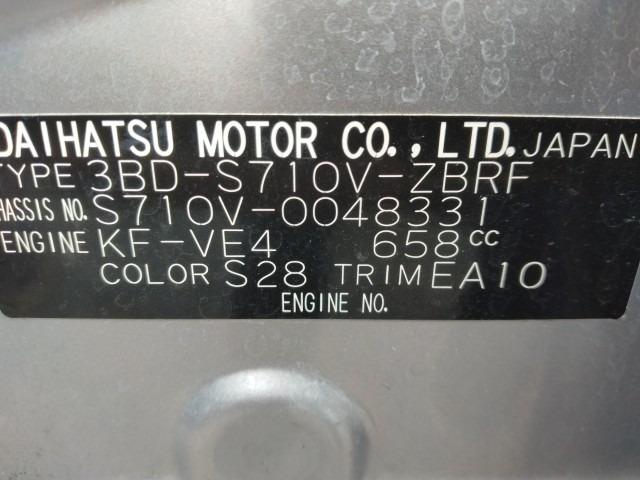 DAIHATSU MOTOR CO., LTD. JAPAN
TYPE 3BD-S710V-ZBRF
CHASSIS NO. S710V-0048331
ENGINE KF-VE4 658cc
COLOR S28 TRIM EA10
ENGINE NO.